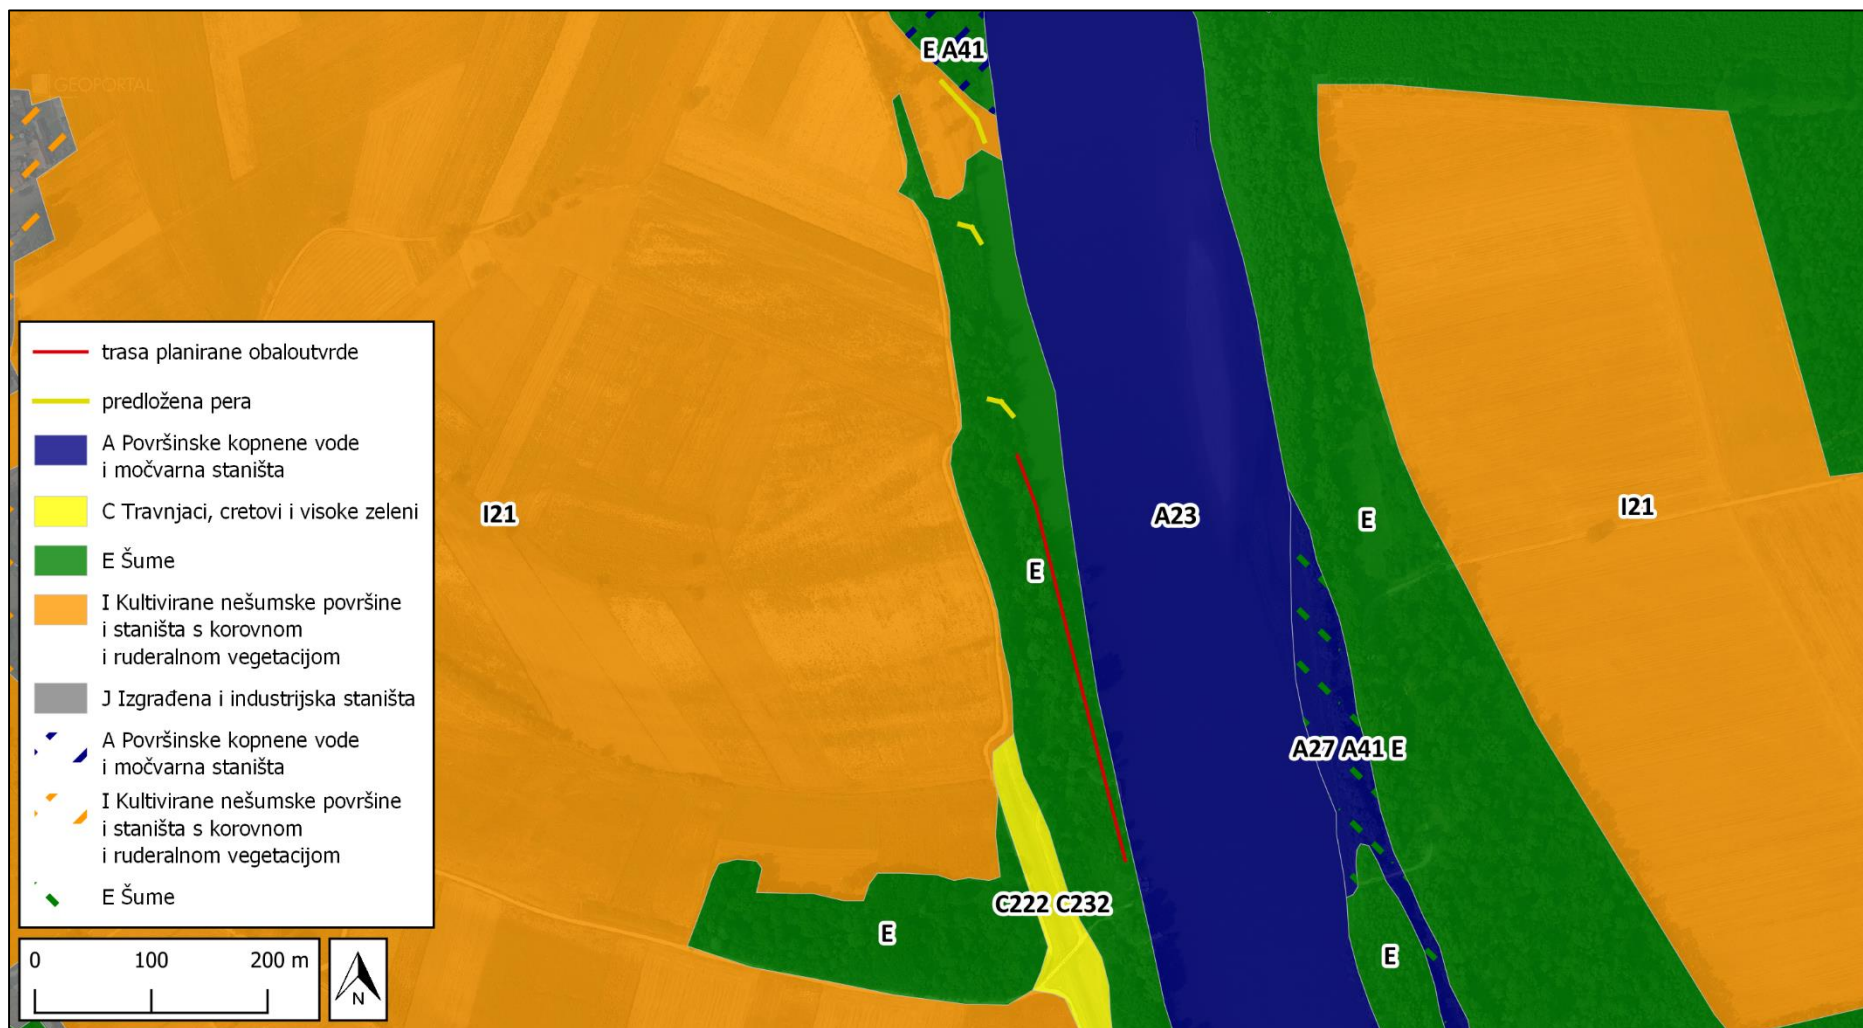 E A41
GEOPORTAL
trasa planirane obaloutvrde
predložena pera
A Površinske kopnene vode
i močvarna staništa
C Travnjaci, cretovi i visoke zeleni
E Šume
I Kultivirane nešumske površine
i staništa s korovnom
i ruderalnom vegetacijom
J Izgrađena i industrijska staništa
A Površinske kopnene vode
i močvarna staništa
I Kultivirane nešumske površine
i staništa s korovnom
i ruderalnom vegetacijom
E Šume
0 100 200 m
N
I21
E
A23
E
I21
A27 A41 E
C222 C232
E
E